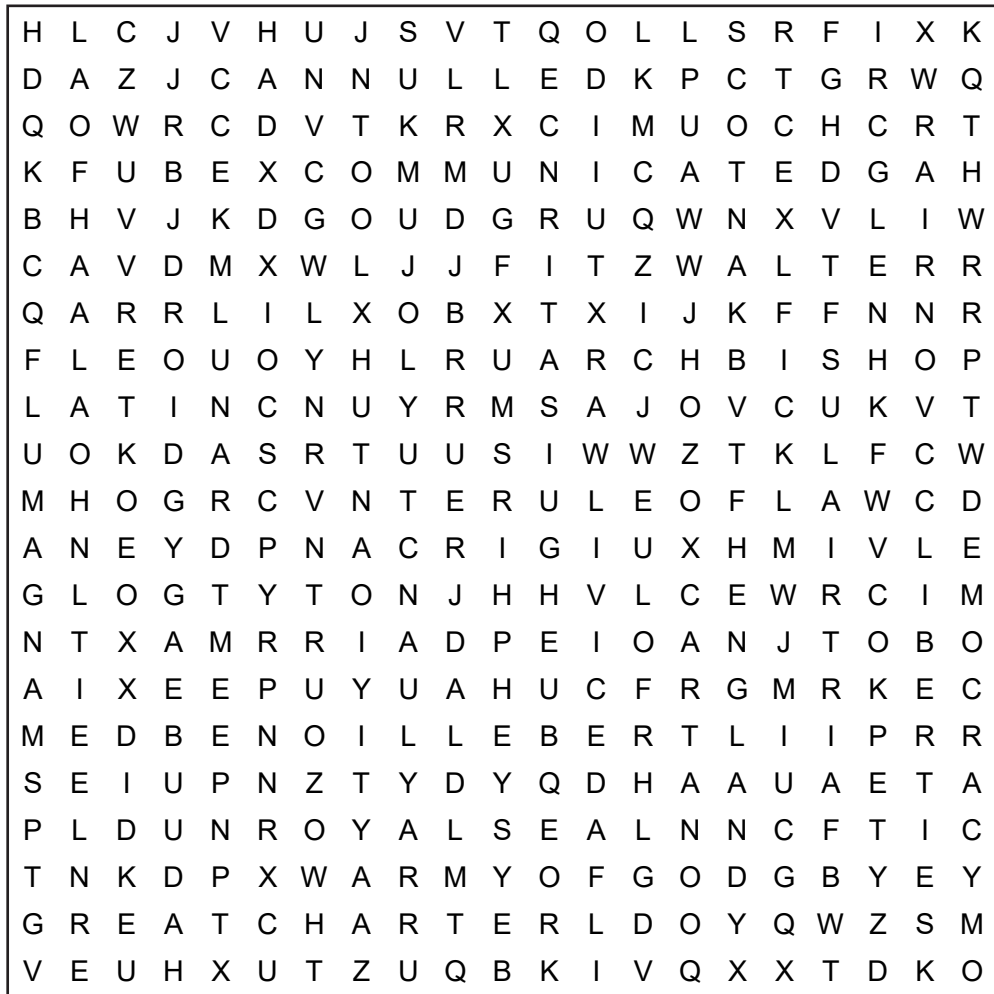 H L C J V H U J S V T Q O L L S R F I X K
D A Z J C A N N U L L E D K P C T G R W Q
Q O W R C D V T K R X C I M U O C H C R T
K F U B E X C O M M U N I C A T E D G A H
B H V J K D G O U D G R U Q W N X V L I W
C A V D M X W L J J F I T Z W A L T E R R
Q A R R L I L X O B X T X I J K F F N N R
F L E O U O Y H L R U A R C H B I S H O P
L A T I N C N U Y R M S A J O V C U K V T
U O K D A S R T U U S I W W Z T K L F C W
M H O G R C V N T E R U L E O F L A W C D
A N E Y D P N A C R I G I U X H M I V L E
G L O G T Y T O N J H H V L C E W R C I M
N T X A M R R I A D P E I O A N J T O B O
A I X E E P U Y U A H U C F R G M R K E C
M E D B E N O I L L E B E R T L I I P R R
S E I U P N Z T Y D Y Q D H A A U A E T A
P L D U N R O Y A L S E A L N N C F T I C
T N K D P X W A R M Y O F G O D G B Y E Y
G R E A T C H A R T E R L D O Y Q W Z S M
V E U H X U T Z U Q B K I V Q X X T D K O